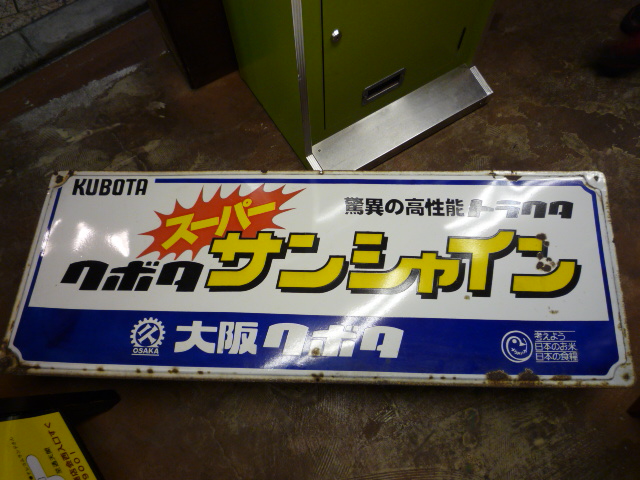 KUBOTA
驚異の高性能 トラクタ
スーパー
クボタ サンシャイン
OSAKA
大阪クボタ
考えよう
日本のお米
日本の食糧